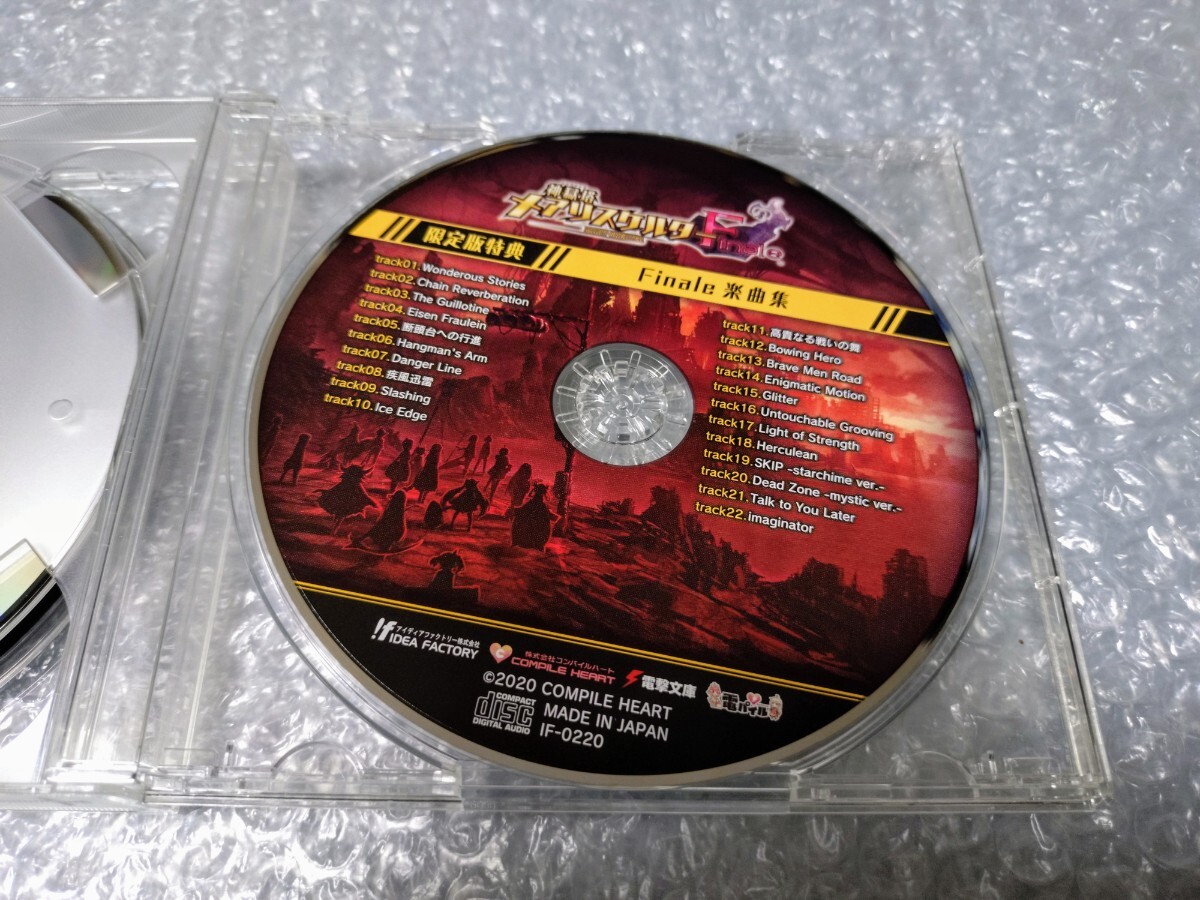 神獄塔
メアリスケルター
Finale
限定版特典
Finale 楽曲集
track01.Wonderous Stories
track02.Chain Reverberation
track03.The Guillotine
track04.Eisen Fraulein
track05.断頭台への行進
track06.Hangman's Arm
track07.Danger Line
track08.疾風迅雷
track09.Slashing
track10.Ice Edge
track11.高貴なる戦いの舞
track12.Bowing Hero
track13.Brave Men Road
track14.Enigmatic Motion
track15.Glitter
track16.Untouchable Grooving
track17.Light of Strength
track18.Herculean
track19.SKIP -starchime ver.-
track20.Dead Zone -mystic ver.-
track21.Talk to You Later
track22.imaginator
アイディアファクトリー株式会社
IDEA FACTORY
株式会社コンパイルハート
COMPILE HEART
電撃文庫
©2020 COMPILE HEART
COMPACT
disc
DIGITAL AUDIO
MADE IN JAPAN
IF-0220